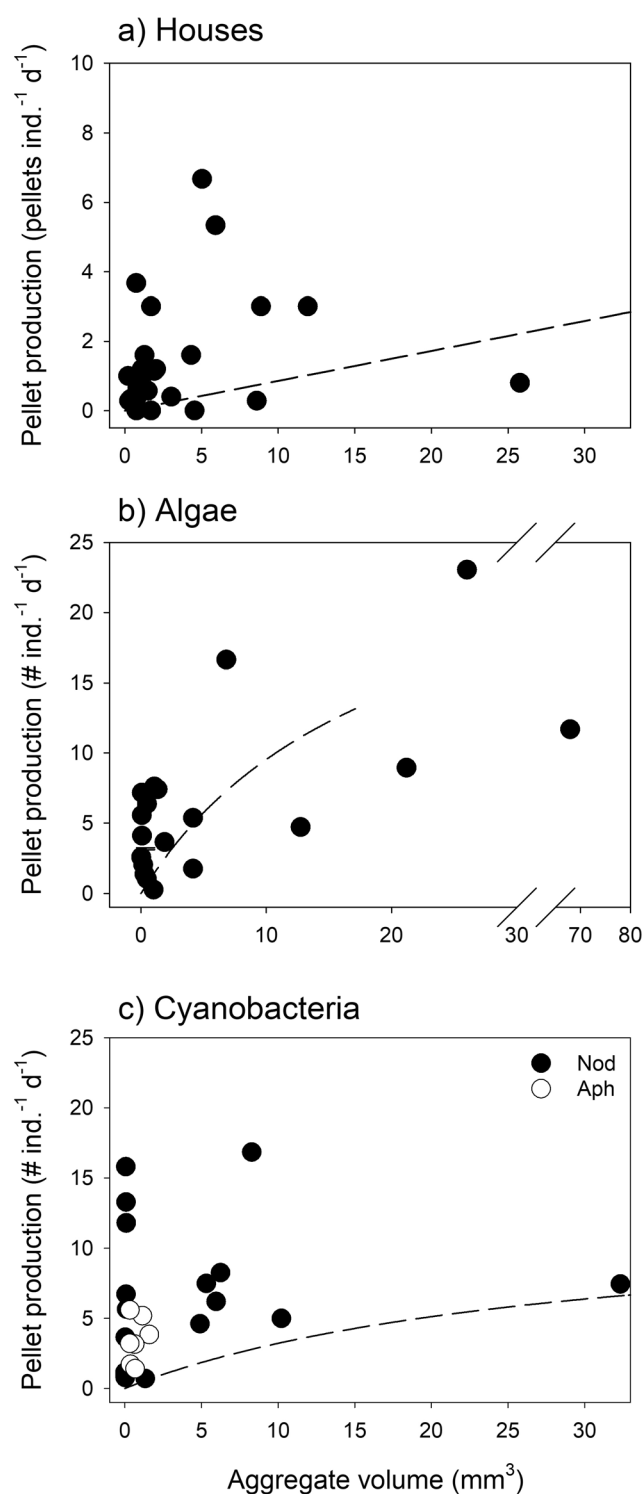 a) Houses
Pellet production (pellets ind.⁻¹ d⁻¹)
10
8
6
4
2
0
0 5 10 15 20 25 30
b) Algae
Pellet production (# ind.⁻¹ d⁻¹)
25
20
15
10
5
0
0 10 20 30 70 80
c) Cyanobacteria
Pellet production (# ind.⁻¹ d⁻¹)
25
20
15
10
5
0
Nod
Aph
0 5 10 15 20 25 30
Aggregate volume (mm³)